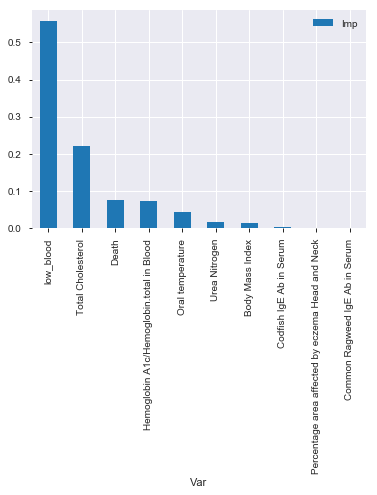 Imp
0.5
0.4
0.3
0.2
0.1
0.0
low_blood
Total Cholesterol
Death
Hemoglobin A1c/Hemoglobin.total in Blood
Oral temperature
Urea Nitrogen
Body Mass Index
Codfish IgE Ab in Serum
Percentage area affected by eczema Head and Neck
Common Ragweed IgE Ab in Serum
Var